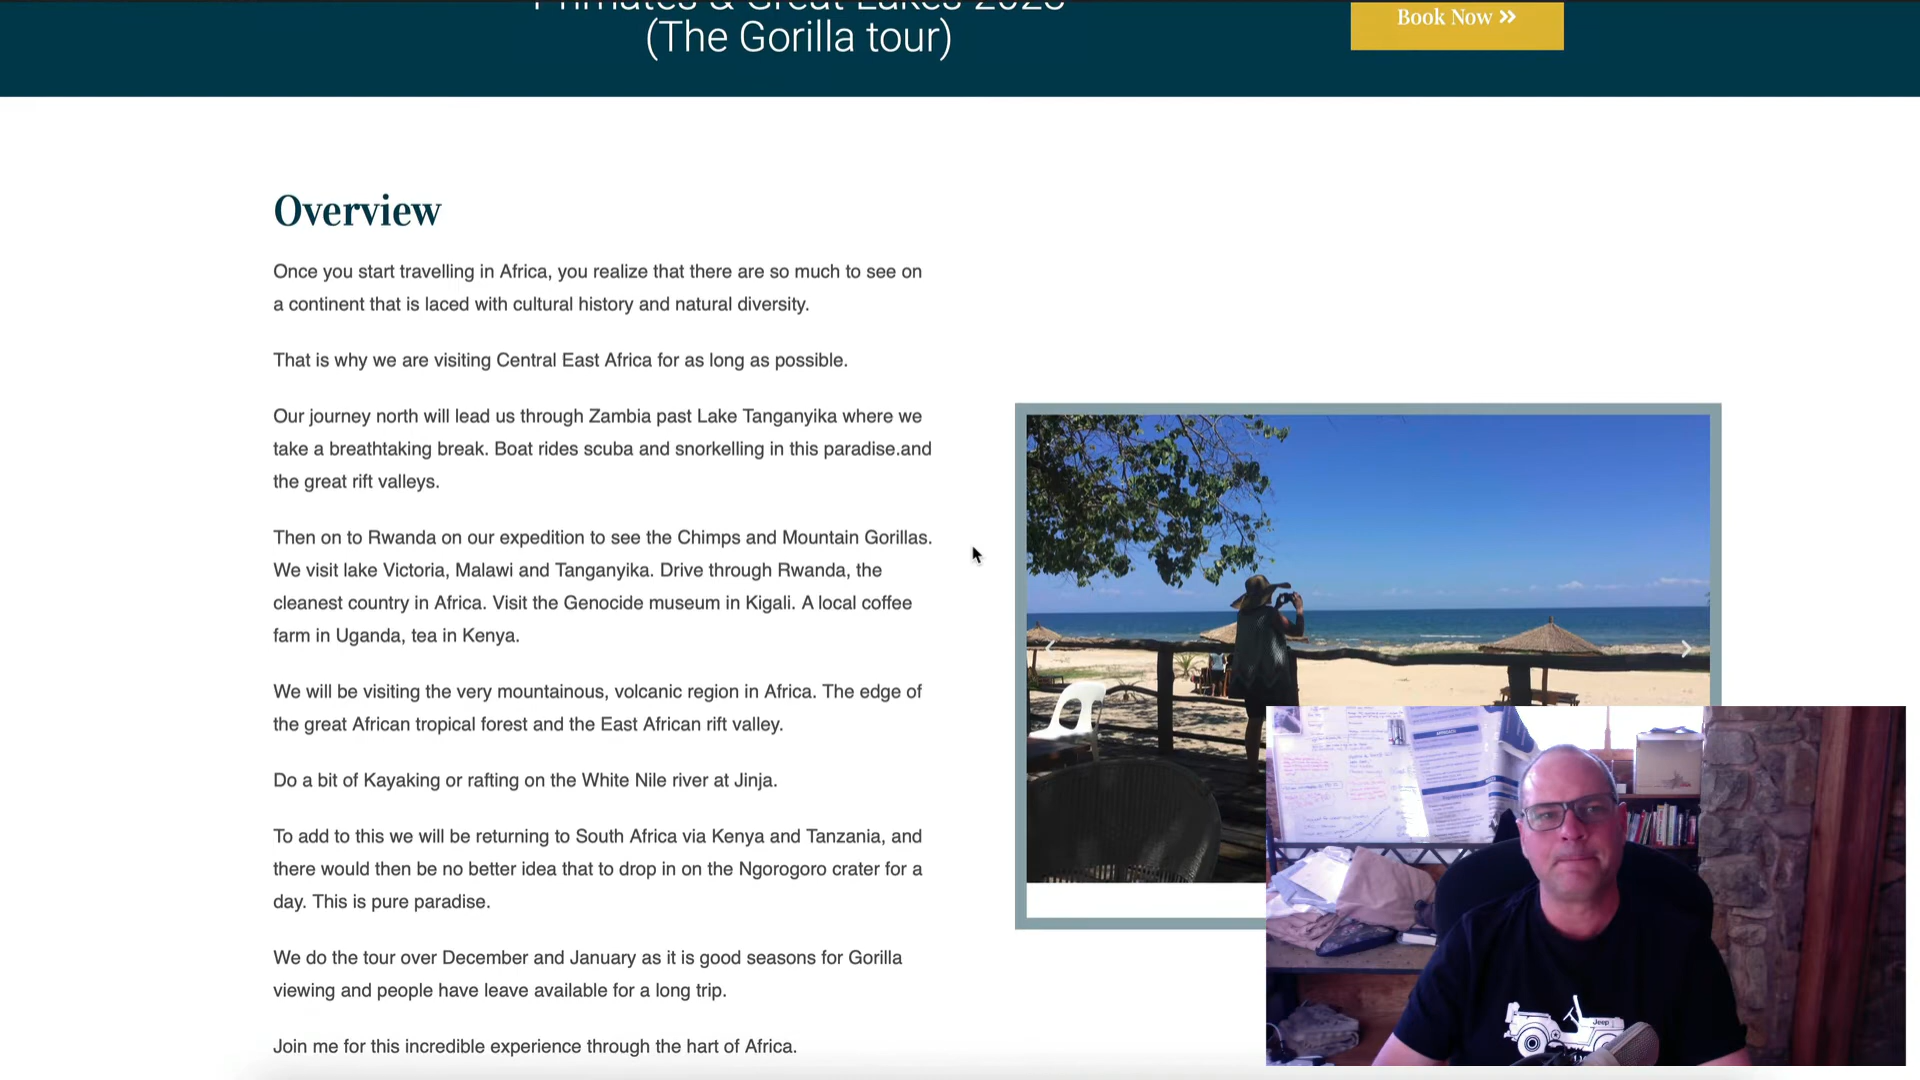 Primates & Great Lakes 2023
(The Gorilla tour)
Book Now »
Overview
Once you start travelling in Africa, you realize that there are so much to see on
a continent that is laced with cultural history and natural diversity.
That is why we are visiting Central East Africa for as long as possible.
Our journey north will lead us through Zambia past Lake Tanganyika where we
take a breathtaking break. Boat rides scuba and snorkelling in this paradise.and
the great rift valleys.
Then on to Rwanda on our expedition to see the Chimps and Mountain Gorillas.
We visit lake Victoria, Malawi and Tanganyika. Drive through Rwanda, the
cleanest country in Africa. Visit the Genocide museum in Kigali. A local coffee
farm in Uganda, tea in Kenya.
We will be visiting the very mountainous, volcanic region in Africa. The edge of
the great African tropical forest and the East African rift valley.
Do a bit of Kayaking or rafting on the White Nile river at Jinja.
To add to this we will be returning to South Africa via Kenya and Tanzania, and
there would then be no better idea that to drop in on the Ngorogoro crater for a
day. This is pure paradise.
We do the tour over December and January as it is good seasons for Gorilla
viewing and people have leave available for a long trip.
Join me for this incredible experience through the hart of Africa.
Jeep